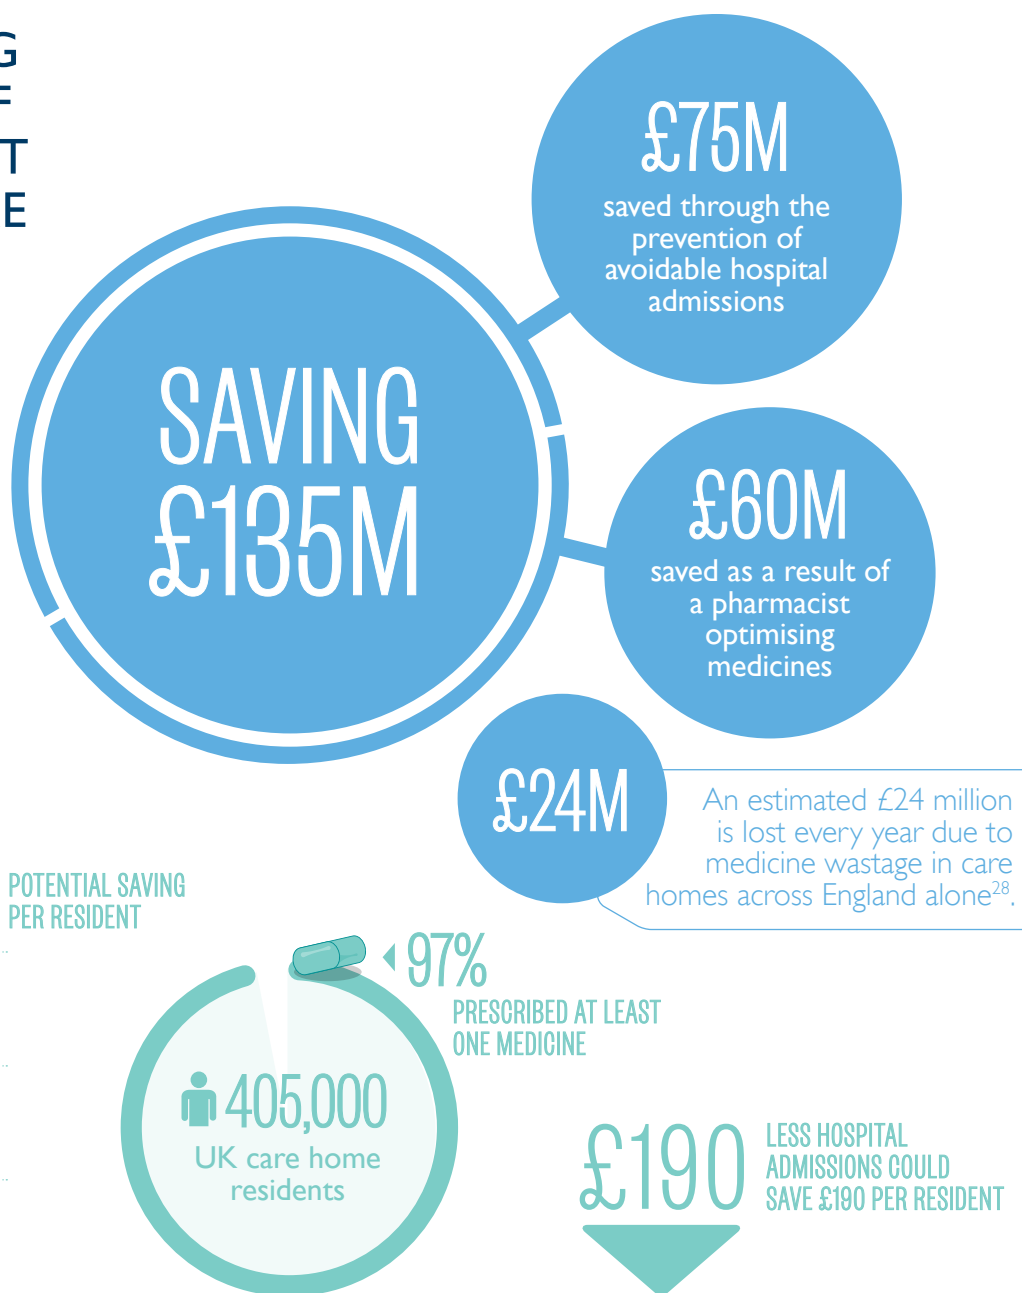 G
T
E
£75M
saved through the
prevention of
avoidable hospital
admissions
SAVING
£135M
£60M
saved as a result of
a pharmacist
optimising
medicines
£24M
An estimated £24 million
is lost every year due to
medicine wastage in care
homes across England alone28.
POTENTIAL SAVING
PER RESIDENT
97%
PRESCRIBED AT LEAST
ONE MEDICINE
405,000
UK care home
residents
£190
LESS HOSPITAL
ADMISSIONS COULD
SAVE £190 PER RESIDENT